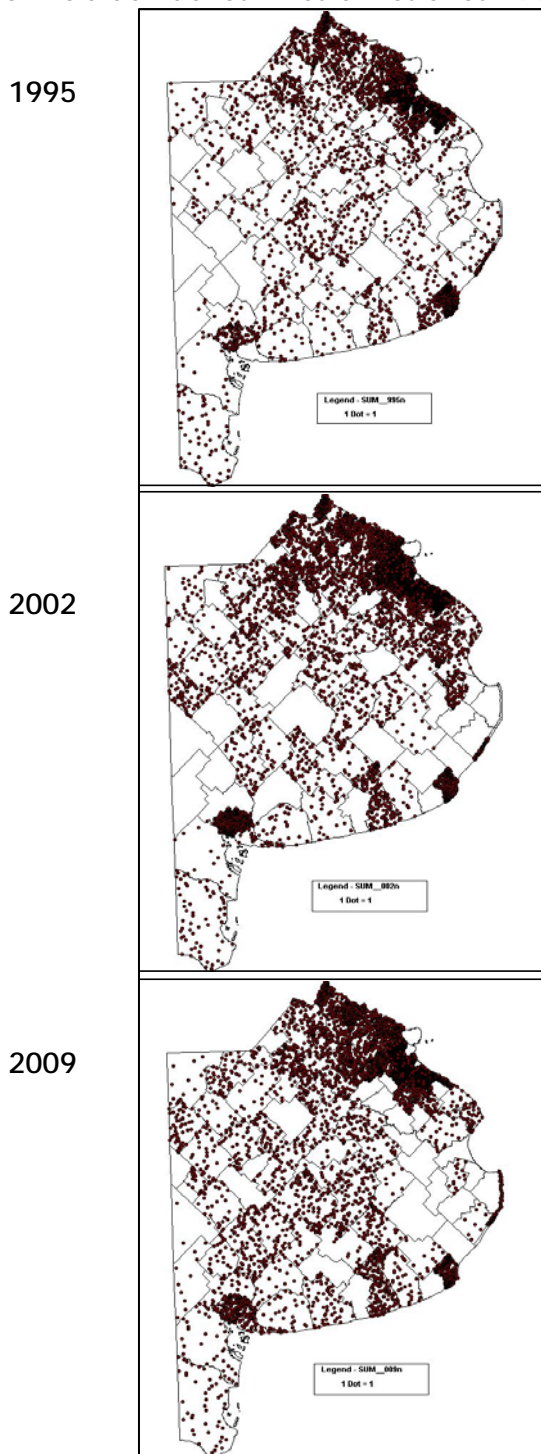 1995
Legend - SUM__995n
1 Dot = 1
2002
Legend - SUM__002n
1 Dot = 1
2009
Legend - SUM__009n
1 Dot = 1